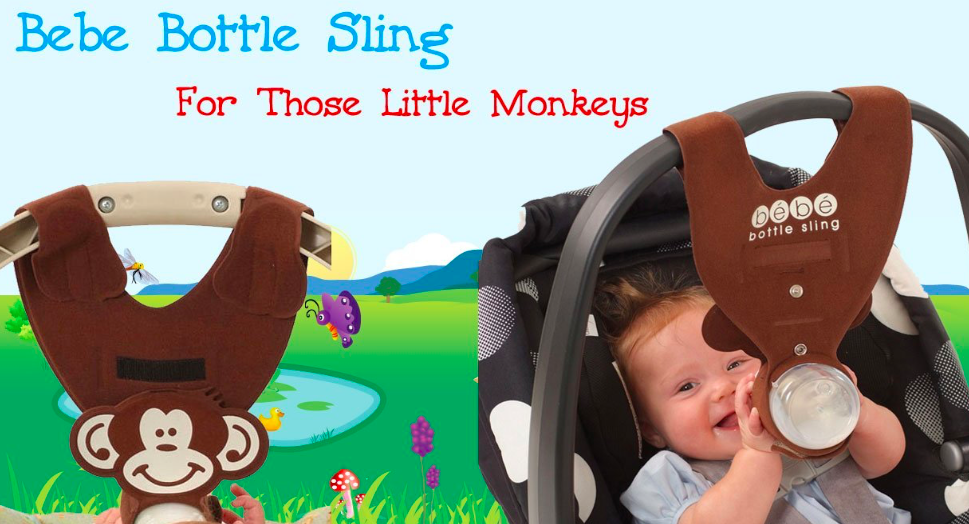 Bebe Bottle Sling
For Those Little Monkeys
bébé
bottle sling